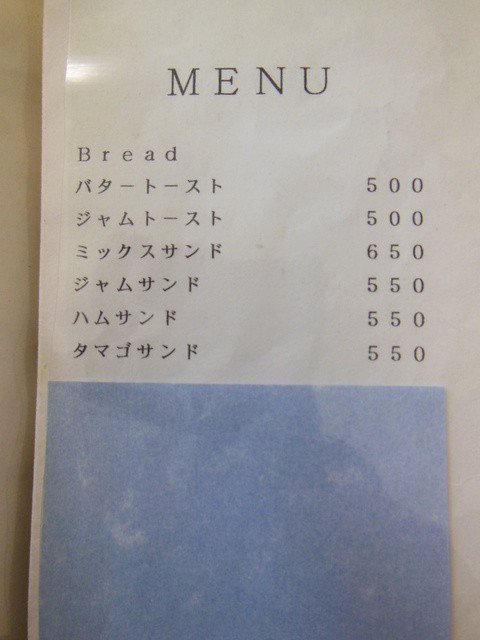 ＭＥＮＵ
Ｂｒｅａｄ
バタートースト ５００
ジャムトースト ５００
ミックスサンド ６５０
ジャムサンド ５５０
ハムサンド ５５０
タマゴサンド ５５０